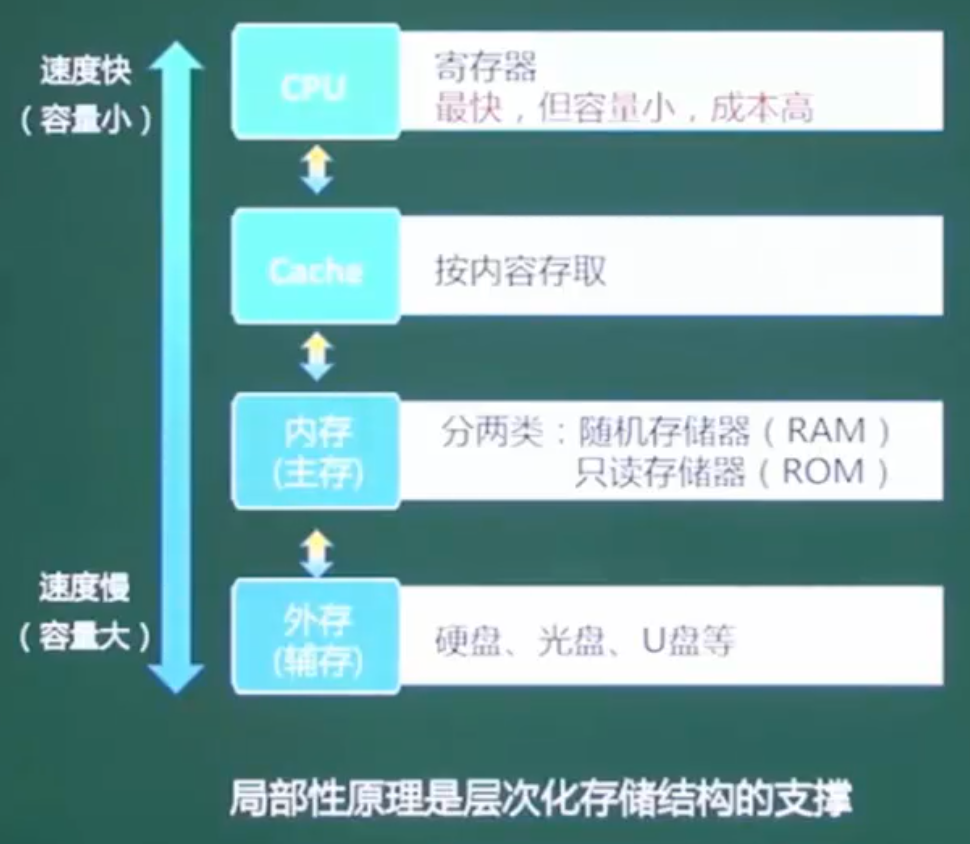 速度快
（容量小）
CPU
寄存器
最快，但容量小，成本高
Cache
按内容存取
内存
(主存)
分两类：随机存储器（RAM）
只读存储器（ROM）
速度慢
（容量大）
外存
(辅存)
硬盘、光盘、U盘等
局部性原理是层次化存储结构的支撑